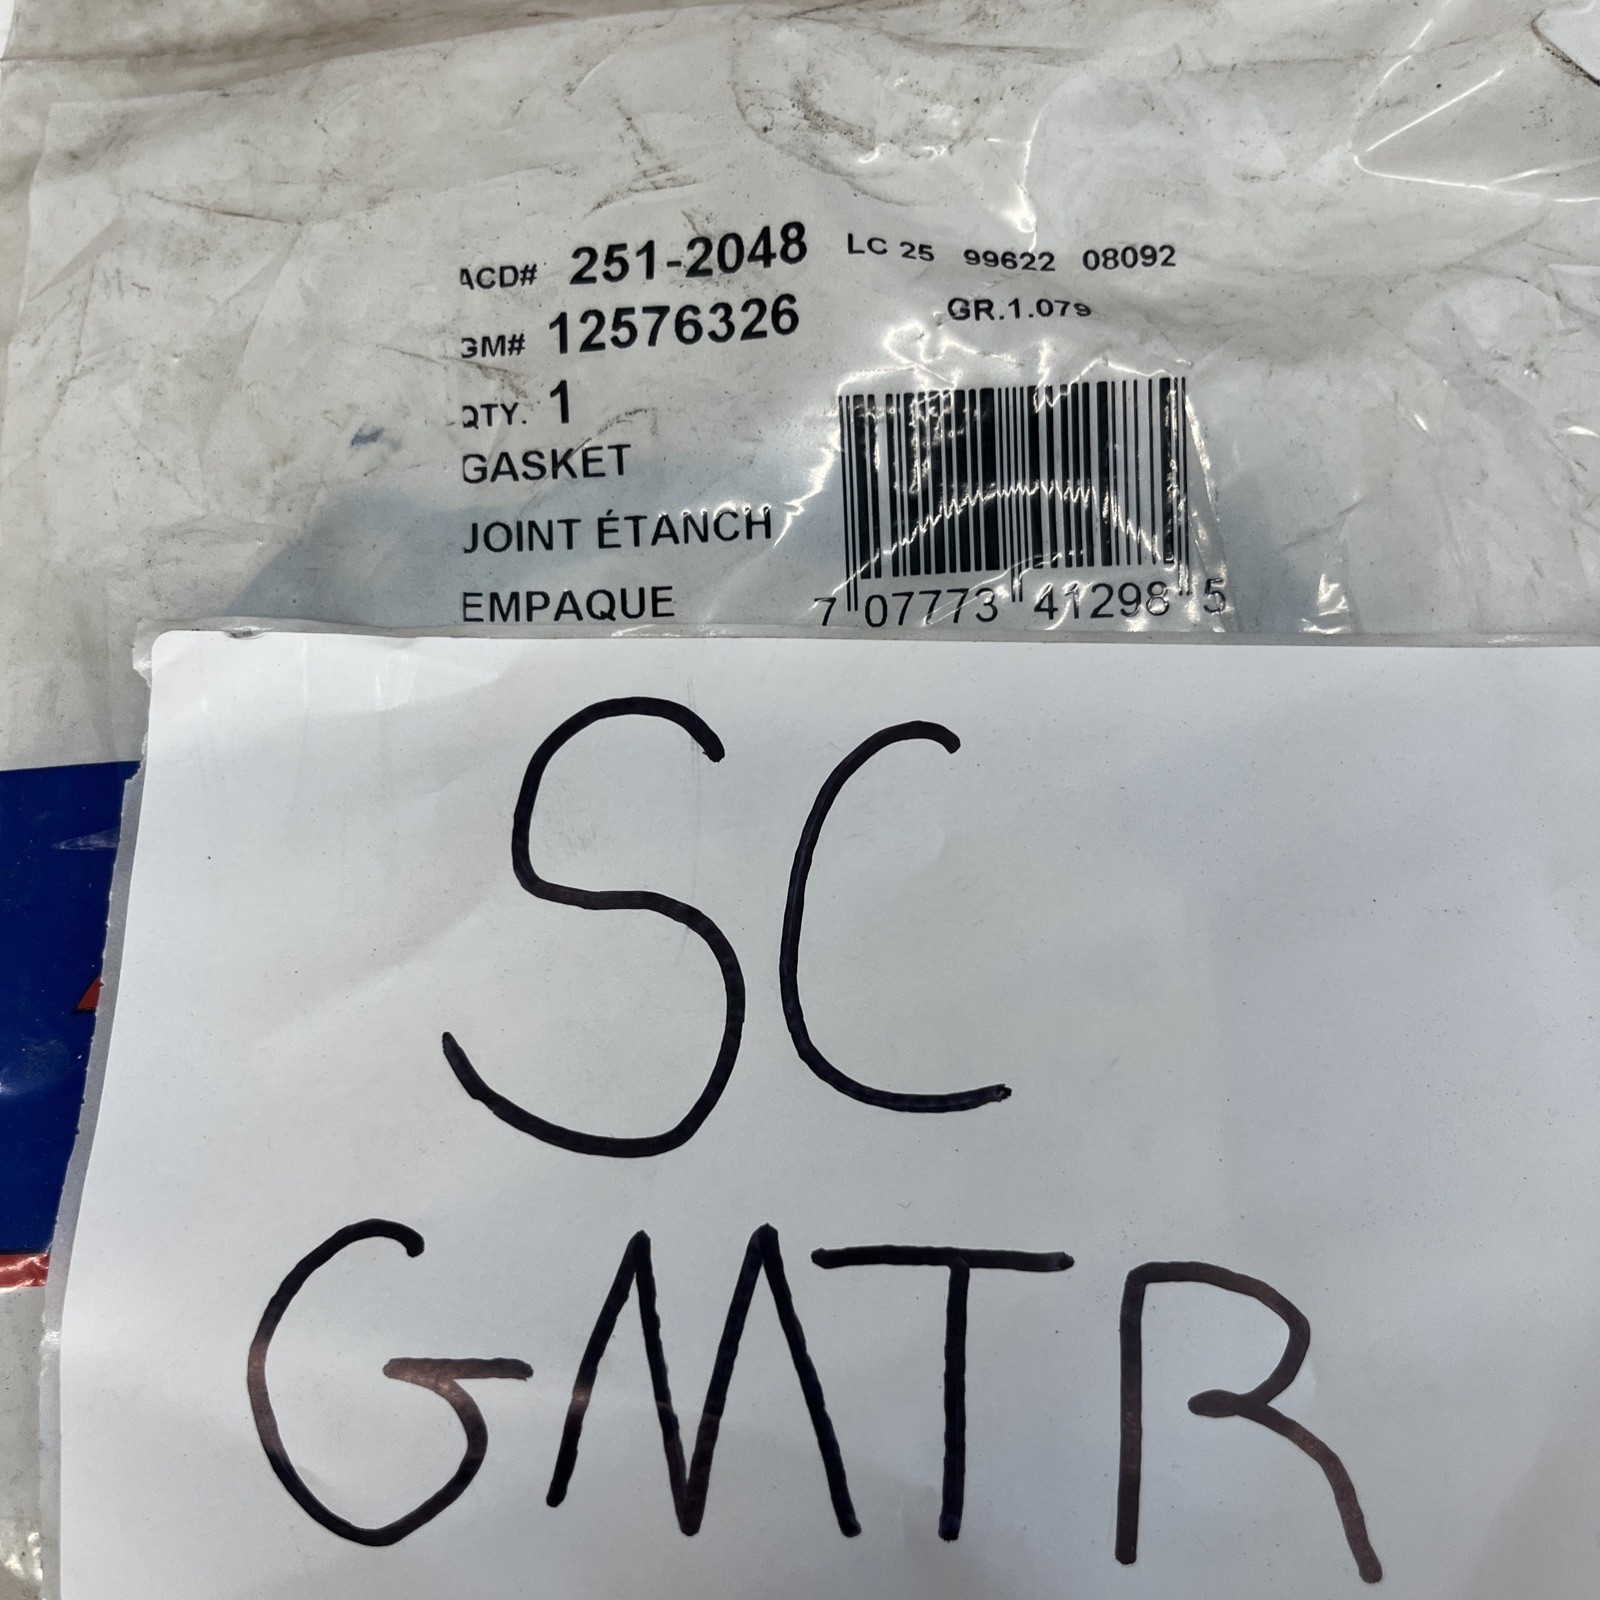 ACD# 251-2048 LC 25 99622 08092
GM# 12576326 GR.1.079
QTY. 1
GASKET
JOINT ÉTANCH
EMPAQUE
7 07773 41298 5
SC
GMTR